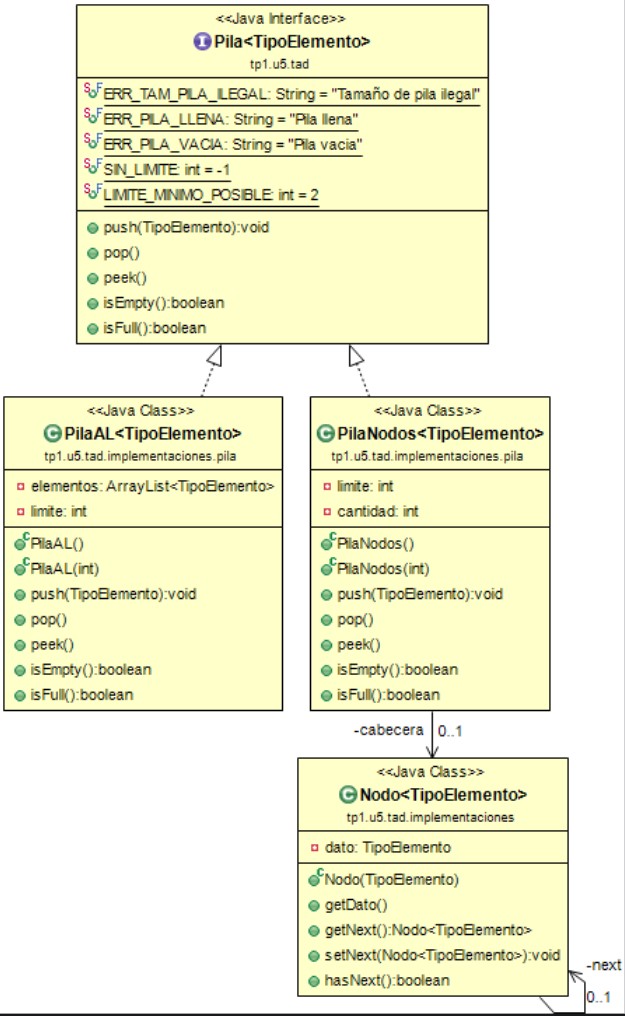 <<Java Interface>>
I Pila<TipoElemento>
tp1.u5.tad
SF ERR_TAM_PILA_ILEGAL: String = "Tamaño de pila ilegal"
SF ERR_PILA_LLENA: String = "Pila llena"
SF ERR_PILA_VACIA: String = "Pila vacia"
SF SIN_LIMITE: int = -1
SF LIMITE_MINIMO_POSIBLE: int = 2
push(TipoElemento):void
pop()
peek()
isEmpty():boolean
isFull():boolean
<<Java Class>>
C PilaAL<TipoElemento>
tp1.u5.tad.implementaciones.pila
elementos: ArrayList<TipoElemento>
limite: int
C PilaAL()
C PilaAL(int)
push(TipoElemento):void
pop()
peek()
isEmpty():boolean
isFull():boolean
<<Java Class>>
C PilaNodos<TipoElemento>
tp1.u5.tad.implementaciones.pila
limite: int
cantidad: int
C PilaNodos()
C PilaNodos(int)
push(TipoElemento):void
pop()
peek()
isEmpty():boolean
isFull():boolean
-cabecera 0..1
<<Java Class>>
C Nodo<TipoElemento>
tp1.u5.tad.implementaciones
dato: TipoElemento
C Nodo(TipoElemento)
getDato()
getNext():Nodo<TipoElemento>
setNext(Nodo<TipoElemento>):void
hasNext():boolean
-next
0..1